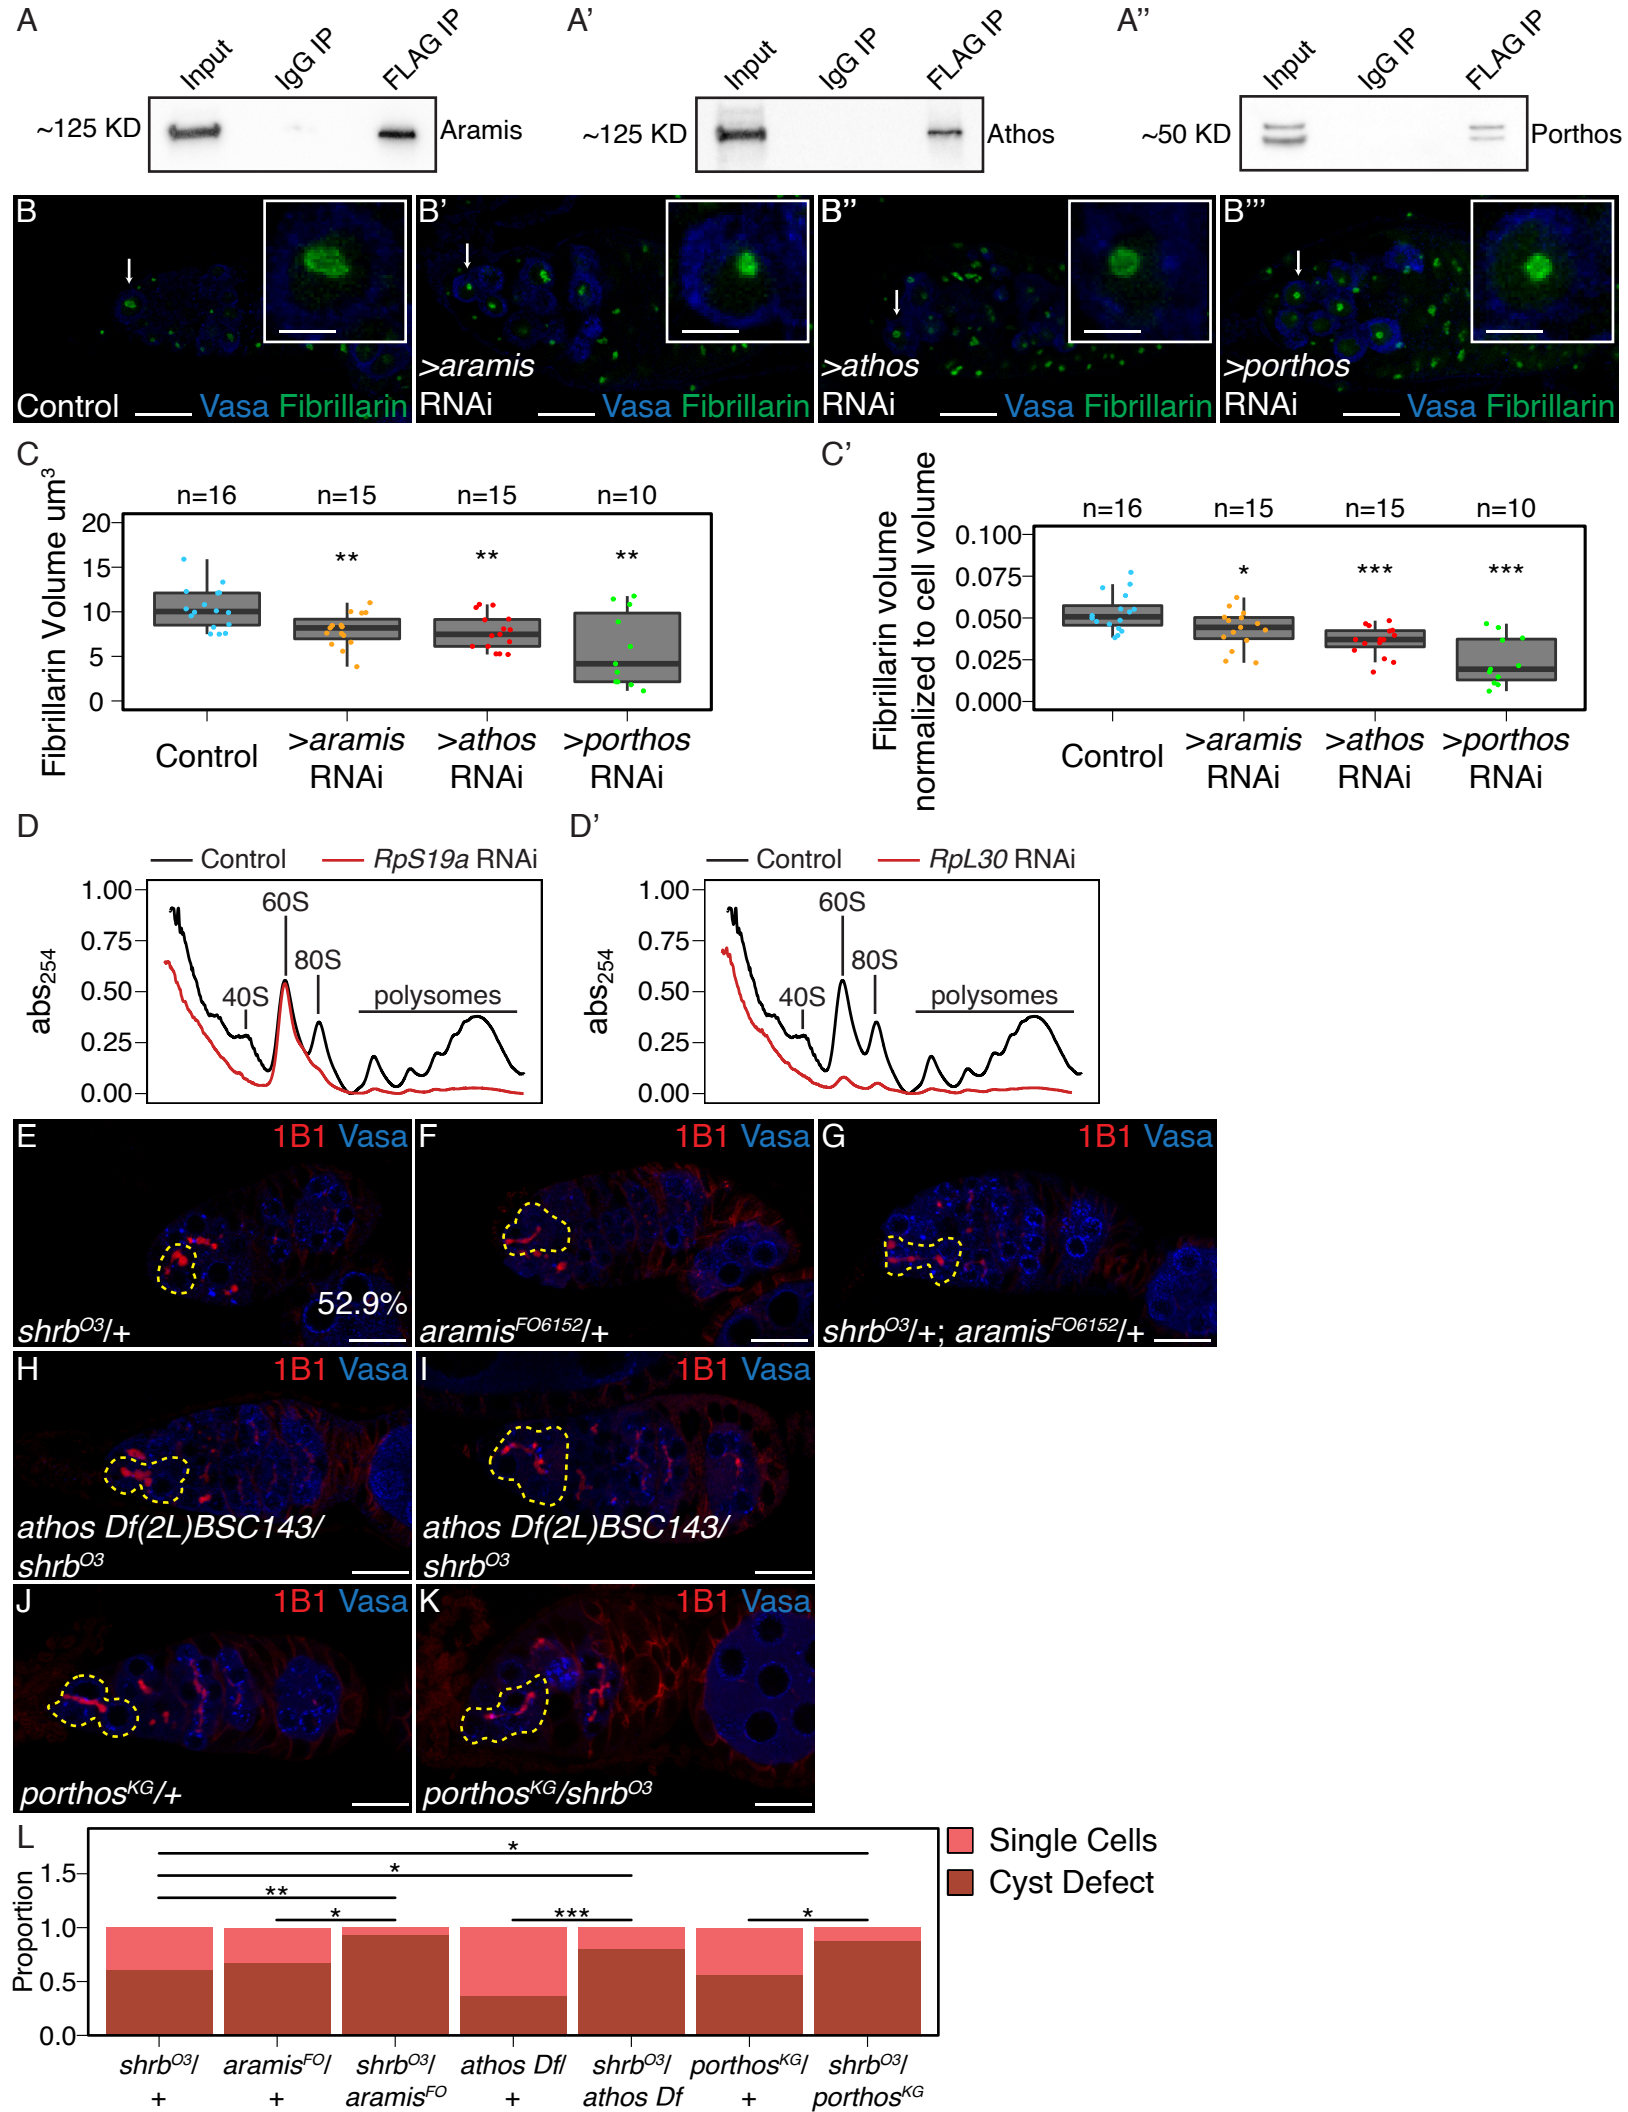 A
A’
A’’
Input
IgG IP
FLAG IP
Input
IgG IP
FLAG IP
Input
IgG IP
FLAG IP
~125 KD
Aramis
~125 KD
Athos
~50 KD
Porthos
B
B’
B’’
B’’’
>aramis
RNAi
>athos
RNAi
>porthos
RNAi
Control
Vasa Fibrillarin
Vasa Fibrillarin
Vasa Fibrillarin
Vasa Fibrillarin
C
Fibrillarin Volume um³
n=16
n=15
n=15
n=10
20
15
10
5
0
**
**
**
Control
>aramis
RNAi
>athos
RNAi
>porthos
RNAi
C’
Fibrillarin volume
normalized to cell volume
n=16
n=15
n=15
n=10
0.100
0.075
0.050
0.025
0.000
*
***
***
Control
>aramis
RNAi
>athos
RNAi
>porthos
RNAi
D
Control
RpS19a RNAi
abs254
1.00
0.75
0.50
0.25
0.00
40S
60S
80S
polysomes
D’
Control
RpL30 RNAi
abs254
1.00
0.75
0.50
0.25
0.00
40S
60S
80S
polysomes
E
1B1 Vasa
52.9%
shrbO3/+
F
1B1 Vasa
aramisFO6152/+
G
1B1 Vasa
shrbO3/+; aramisFO6152/+
H
1B1 Vasa
athos Df(2L)BSC143/
shrbO3
I
1B1 Vasa
athos Df(2L)BSC143/
shrbO3
J
1B1 Vasa
porthosKG/+
K
1B1 Vasa
porthosKG/shrbO3
L
Proportion
1.5
1.0
0.5
0.0
*
*
**
*
***
*
Single Cells
Cyst Defect
shrbO3/
+
aramisFO/
+
shrbO3/
aramisFO
athos Df/
+
shrbO3/
athos Df
porthosKG/
+
shrbO3/
porthosKG